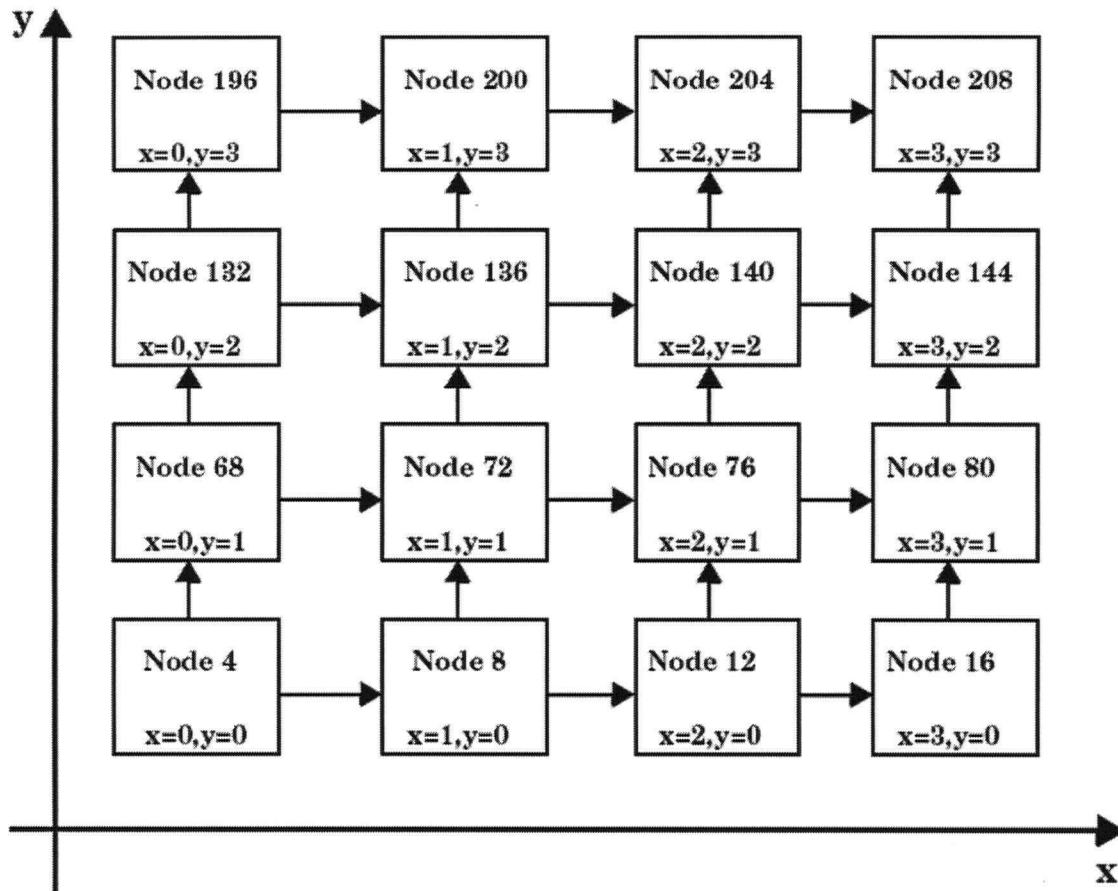 y
Node 196
Node 200
Node 204
Node 208
x=0,y=3
x=1,y=3
x=2,y=3
x=3,y=3
Node 132
Node 136
Node 140
Node 144
x=0,y=2
x=1,y=2
x=2,y=2
x=3,y=2
Node 68
Node 72
Node 76
Node 80
x=0,y=1
x=1,y=1
x=2,y=1
x=3,y=1
Node 4
Node 8
Node 12
Node 16
x=0,y=0
x=1,y=0
x=2,y=0
x=3,y=0
x